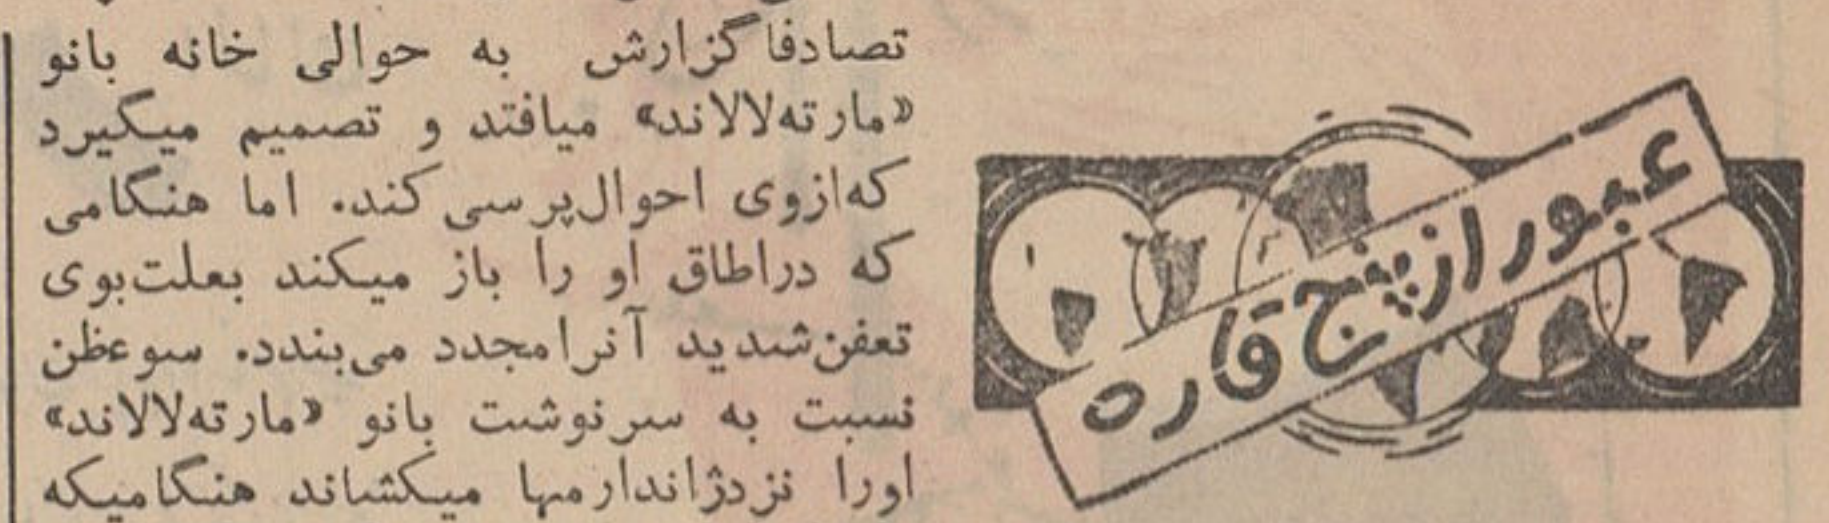 عبور از پنج قاره
تصادفا گزارش به حوالی خانه بانو
«مارته‌لالاند» میافتد و تصمیم میگیرد
که‌ازوی احوال‌پرسی کند. اما هنگامی
که دراطاق او را باز میکند بعلت‌بوی
تعفن‌شدید آنرامجدد می‌بندد. سوءظن
نسبت به سرنوشت بانو «مارته‌لالاند»
اورا نزدژاندارمها میکشاند هنگامیکه